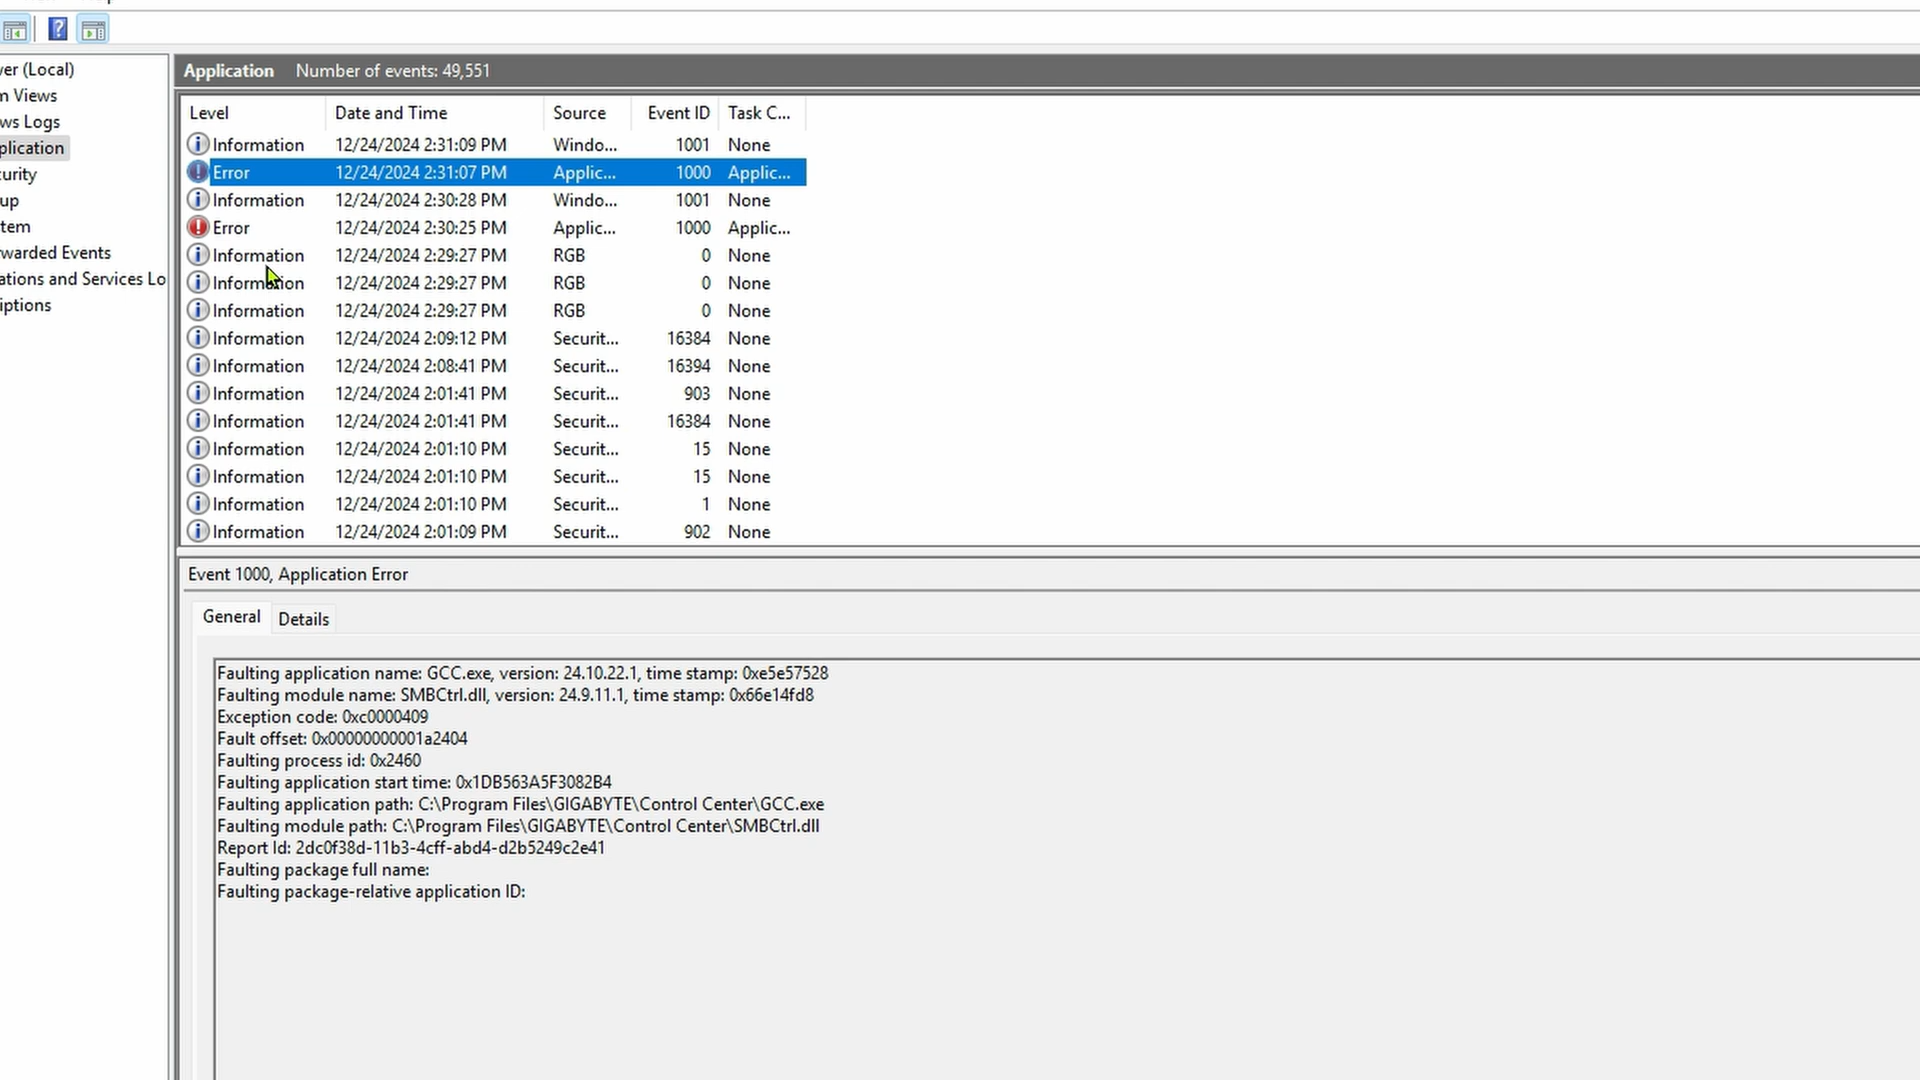 ver (Local)
m Views
ws Logs
plication
curity
up
tem
rwarded Events
ations and Services Lo
iptions
Application Number of events: 49,551
Level Date and Time Source Event ID Task C...
Information 12/24/2024 2:31:09 PM Windo... 1001 None
Error 12/24/2024 2:31:07 PM Applic... 1000 Applic...
Information 12/24/2024 2:30:28 PM Windo... 1001 None
Error 12/24/2024 2:30:25 PM Applic... 1000 Applic...
Information 12/24/2024 2:29:27 PM RGB 0 None
Information 12/24/2024 2:29:27 PM RGB 0 None
Information 12/24/2024 2:29:27 PM RGB 0 None
Information 12/24/2024 2:09:12 PM Securit... 16384 None
Information 12/24/2024 2:08:41 PM Securit... 16394 None
Information 12/24/2024 2:01:41 PM Securit... 903 None
Information 12/24/2024 2:01:41 PM Securit... 16384 None
Information 12/24/2024 2:01:10 PM Securit... 15 None
Information 12/24/2024 2:01:10 PM Securit... 15 None
Information 12/24/2024 2:01:10 PM Securit... 1 None
Information 12/24/2024 2:01:09 PM Securit... 902 None
Event 1000, Application Error
General Details
Faulting application name: GCC.exe, version: 24.10.22.1, time stamp: 0xe5e57528
Faulting module name: SMBCtrl.dll, version: 24.9.11.1, time stamp: 0x66e14fd8
Exception code: 0xc0000409
Fault offset: 0x00000000001a2404
Faulting process id: 0x2460
Faulting application start time: 0x1DB563A5F3082B4
Faulting application path: C:\Program Files\GIGABYTE\Control Center\GCC.exe
Faulting module path: C:\Program Files\GIGABYTE\Control Center\SMBCtrl.dll
Report Id: 2dc0f38d-11b3-4cff-abd4-d2b5249c2e41
Faulting package full name:
Faulting package-relative application ID: